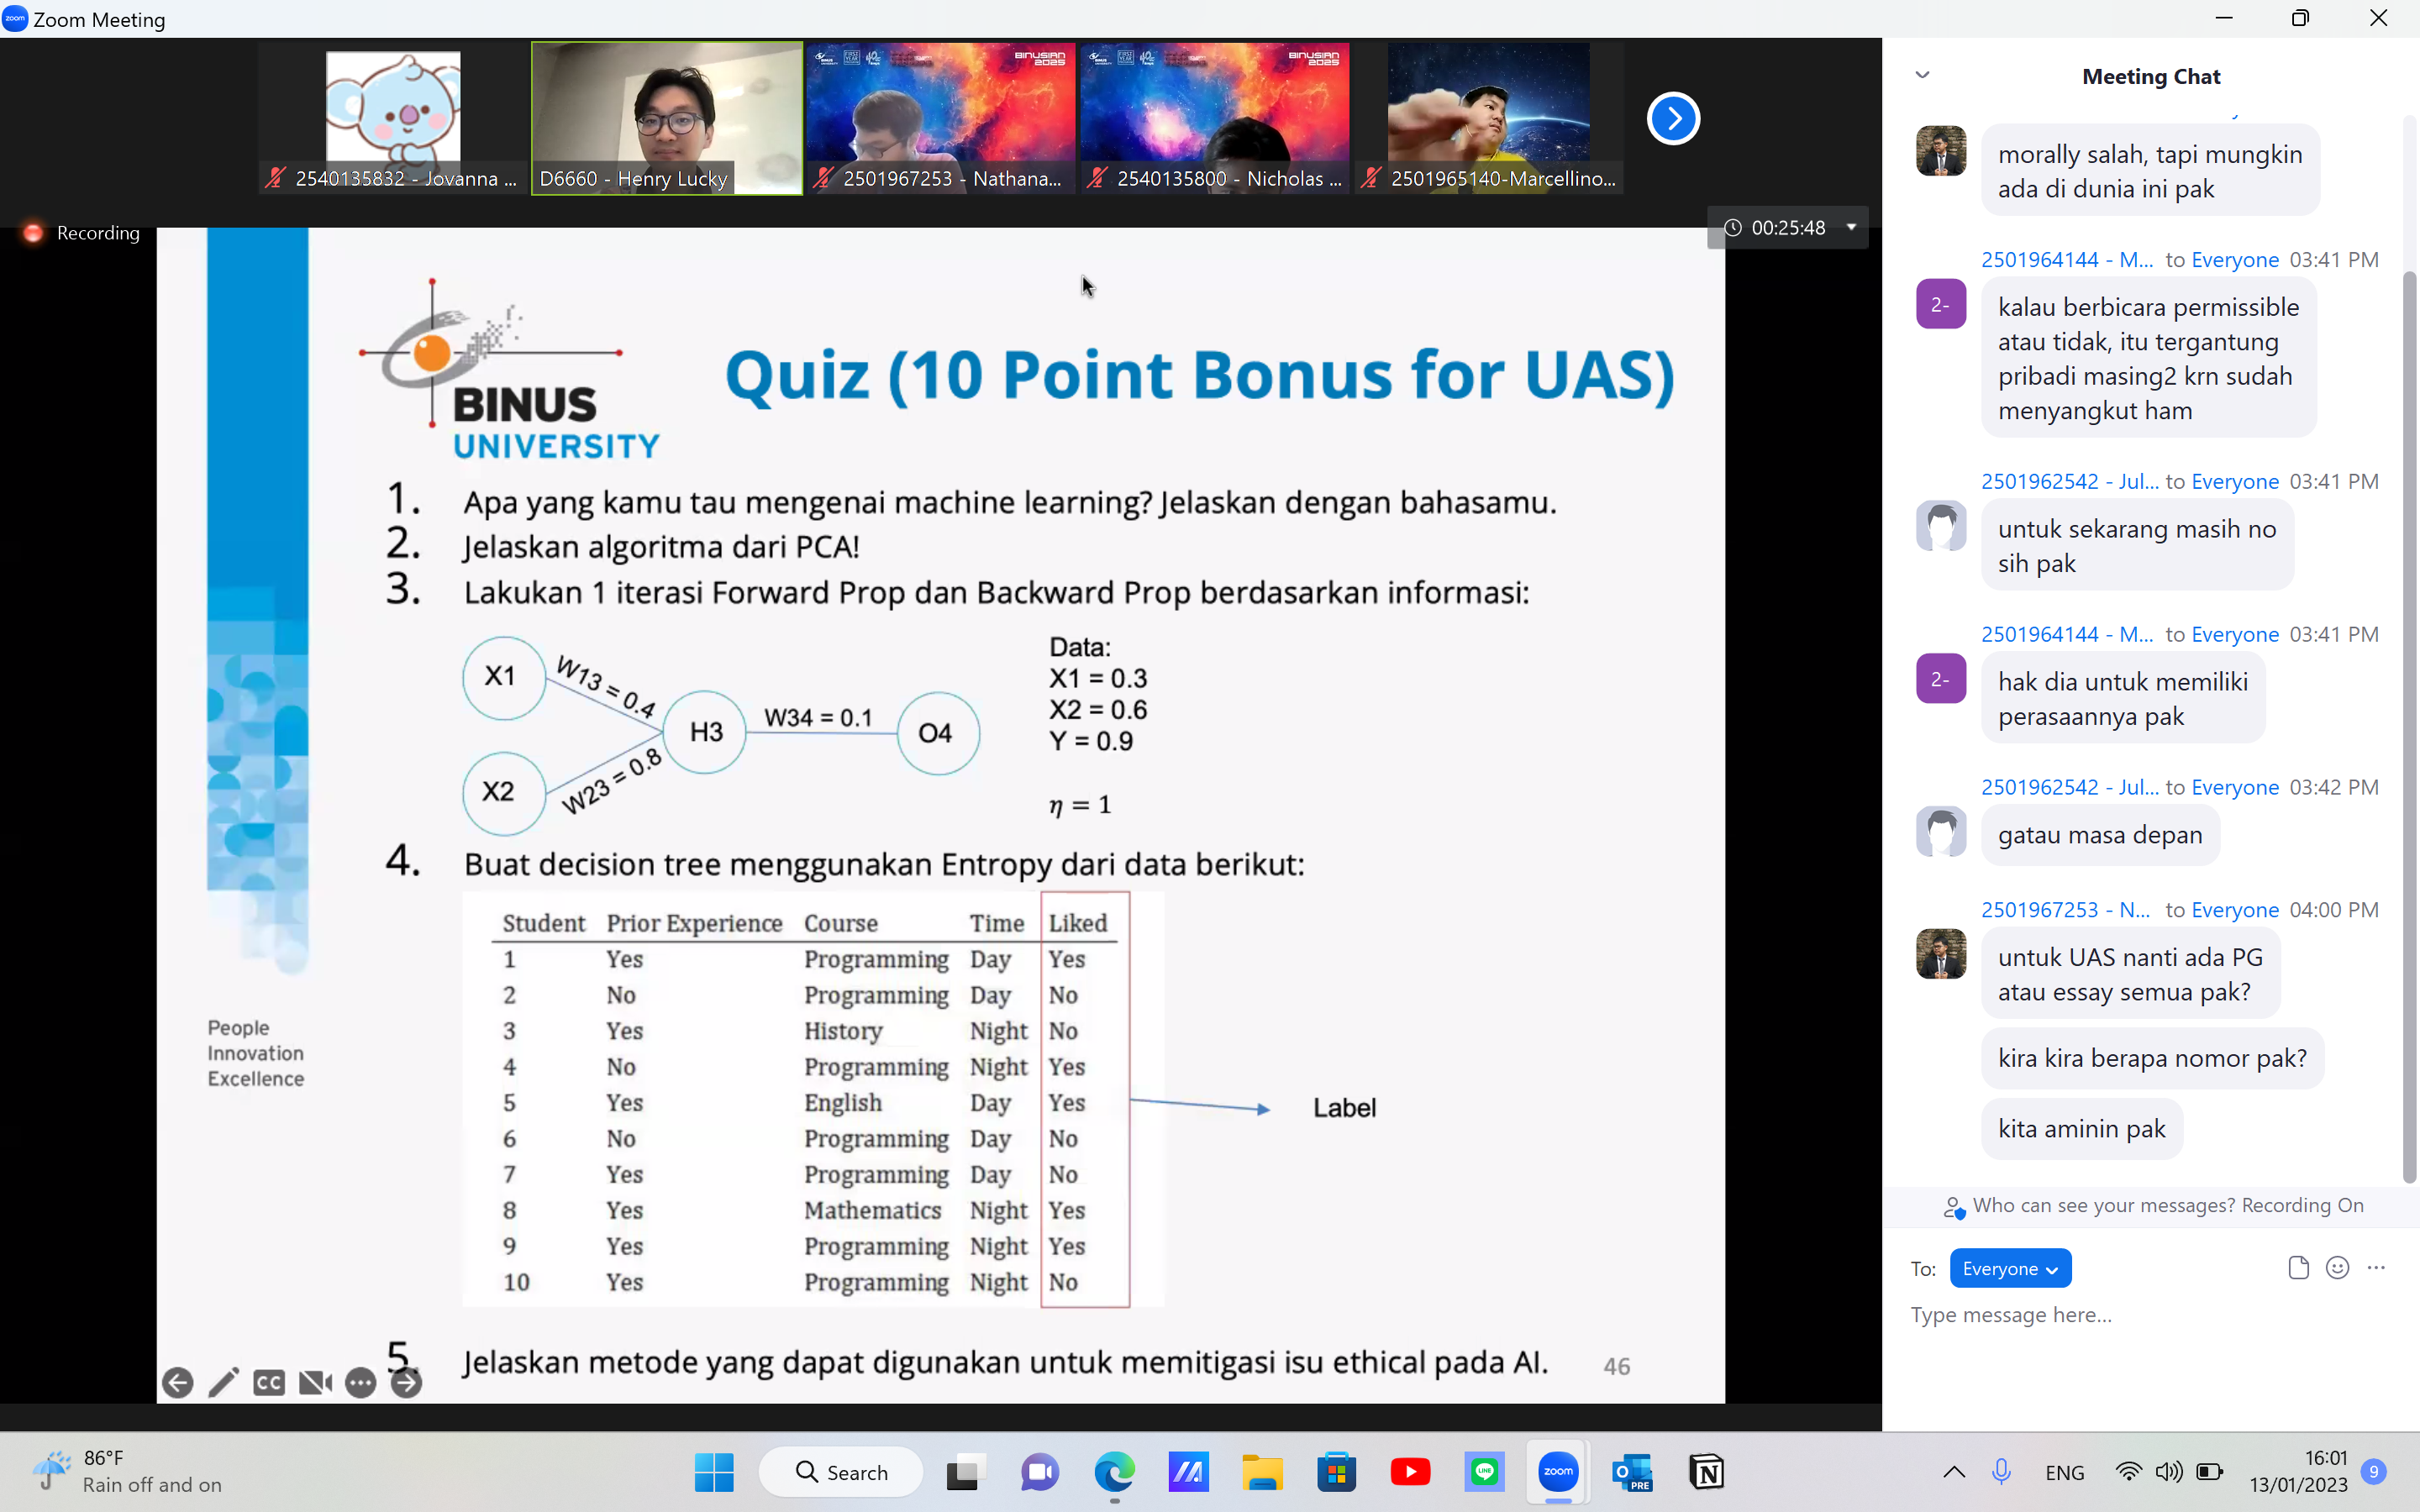 zoom Zoom Meeting
2540135832 - Jovanna ...
D6660 - Henry Lucky
2501967253 - Nathana...
2540135800 - Nicholas ...
2501965140-Marcellino...
BINUSIAN 2025
BINUSIAN 2025
Recording
00:25:48
BINUS
UNIVERSITY
Quiz (10 Point Bonus for UAS)
1. Apa yang kamu tau mengenai machine learning? Jelaskan dengan bahasamu.
2. Jelaskan algoritma dari PCA!
3. Lakukan 1 iterasi Forward Prop dan Backward Prop berdasarkan informasi:
X1
W13 = 0.4
X2
W23 = 0.8
H3
W34 = 0.1
O4
Data:
X1 = 0.3
X2 = 0.6
Y = 0.9
η = 1
4. Buat decision tree menggunakan Entropy dari data berikut:
Student Prior Experience Course Time Liked
1 Yes Programming Day Yes
2 No Programming Day No
3 Yes History Night No
4 No Programming Night Yes
5 Yes English Day Yes
6 No Programming Day No
7 Yes Programming Day No
8 Yes Mathematics Night Yes
9 Yes Programming Night Yes
10 Yes Programming Night No
Label
5. Jelaskan metode yang dapat digunakan untuk memitigasi isu ethical pada AI.
46
People
Innovation
Excellence
CC
Meeting Chat
morally salah, tapi mungkin
ada di dunia ini pak
2501964144 - M... to Everyone 03:41 PM
2-
kalau berbicara permissible
atau tidak, itu tergantung
pribadi masing2 krn sudah
menyangkut ham
2501962542 - Jul... to Everyone 03:41 PM
untuk sekarang masih no
sih pak
2501964144 - M... to Everyone 03:41 PM
2-
hak dia untuk memiliki
perasaannya pak
2501962542 - Jul... to Everyone 03:42 PM
gatau masa depan
2501967253 - N... to Everyone 04:00 PM
untuk UAS nanti ada PG
atau essay semua pak?
kira kira berapa nomor pak?
kita aminin pak
Who can see your messages? Recording On
To: Everyone
Type message here...
86°F
Rain off and on
Search
LINE
zoom
O PRE
N
ENG
16:01
13/01/2023
9